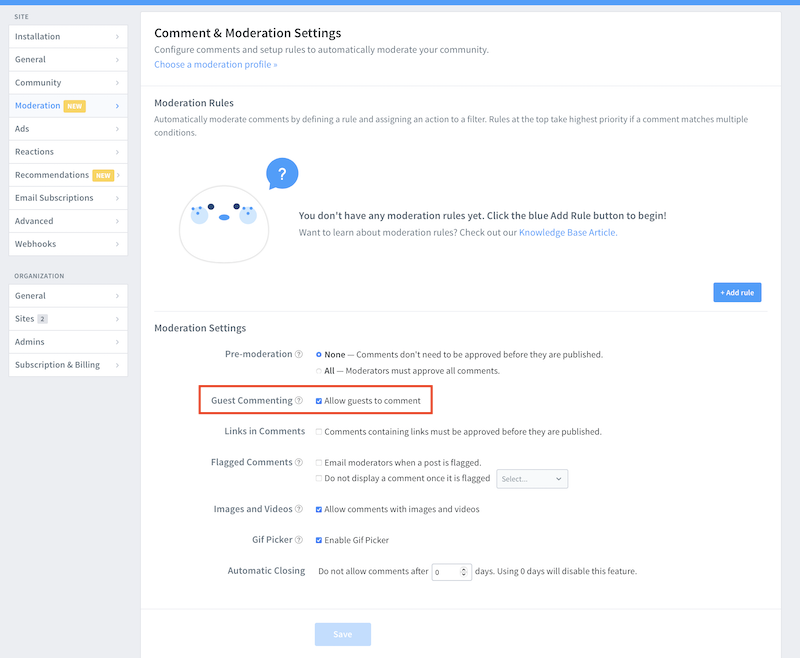 SITE
Installation
General
Community
Moderation NEW
Ads
Reactions
Recommendations NEW
Email Subscriptions
Advanced
Webhooks
ORGANIZATION
General
Sites 2
Admins
Subscription & Billing
Comment & Moderation Settings
Configure comments and setup rules to automatically moderate your community.
Choose a moderation profile »
Moderation Rules
Automatically moderate comments by defining a rule and assigning an action to a filter. Rules at the top take highest priority if a comment matches multiple
conditions.
?
You don't have any moderation rules yet. Click the blue Add Rule button to begin!
Want to learn about moderation rules? Check out our Knowledge Base Article.
+ Add rule
Moderation Settings
Pre-moderation ? None — Comments don't need to be approved before they are published.
All — Moderators must approve all comments.
Guest Commenting ? Allow guests to comment
Links in Comments Comments containing links must be approved before they are published.
Flagged Comments ? Email moderators when a post is flagged.
Do not display a comment once it is flagged Select...
Images and Videos ? Allow comments with images and videos
Gif Picker ? Enable Gif Picker
Automatic Closing Do not allow comments after 0 days. Using 0 days will disable this feature.
Save